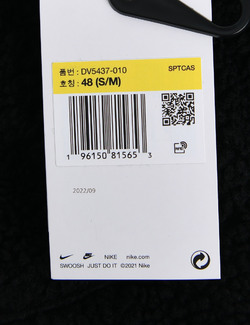 품번 : DV5437-010
SPTCAS
호칭 : 48 (S/M)
1 96150 81565 3
2022/09
NIKE nike.com
SWOOSH JUST DO IT ©2021 Nike